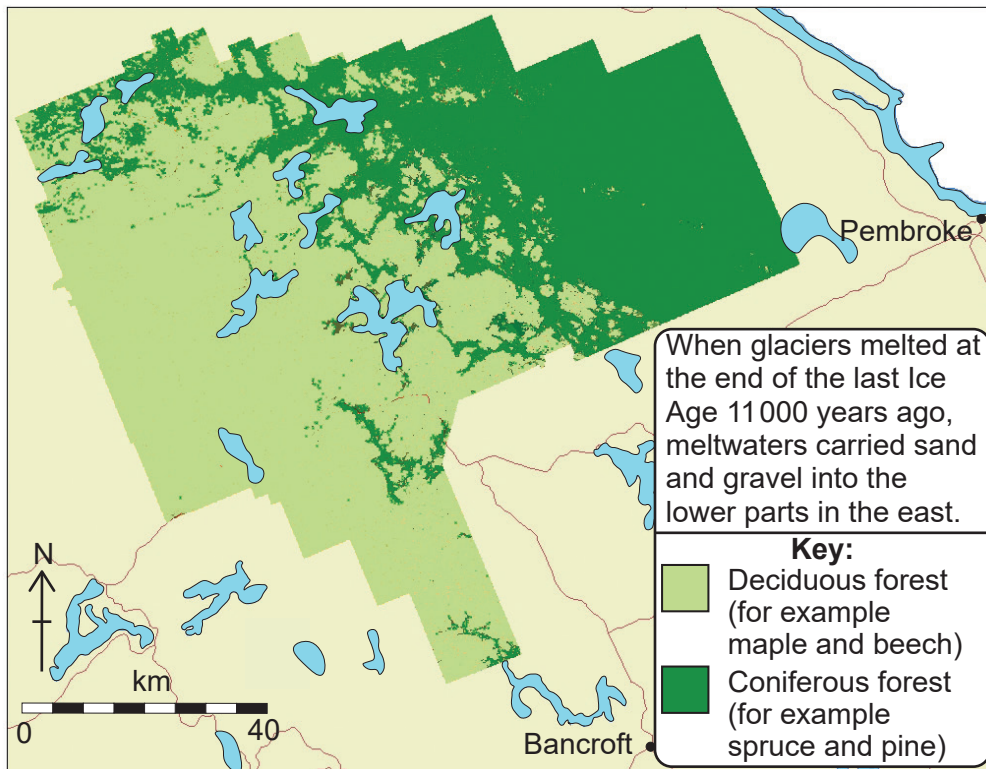 Pembroke
When glaciers melted at
the end of the last Ice
Age 11 000 years ago,
meltwaters carried sand
and gravel into the
lower parts in the east.
Key:
Deciduous forest
(for example
maple and beech)
Coniferous forest
(for example
spruce and pine)
N
km
0 40
Bancroft